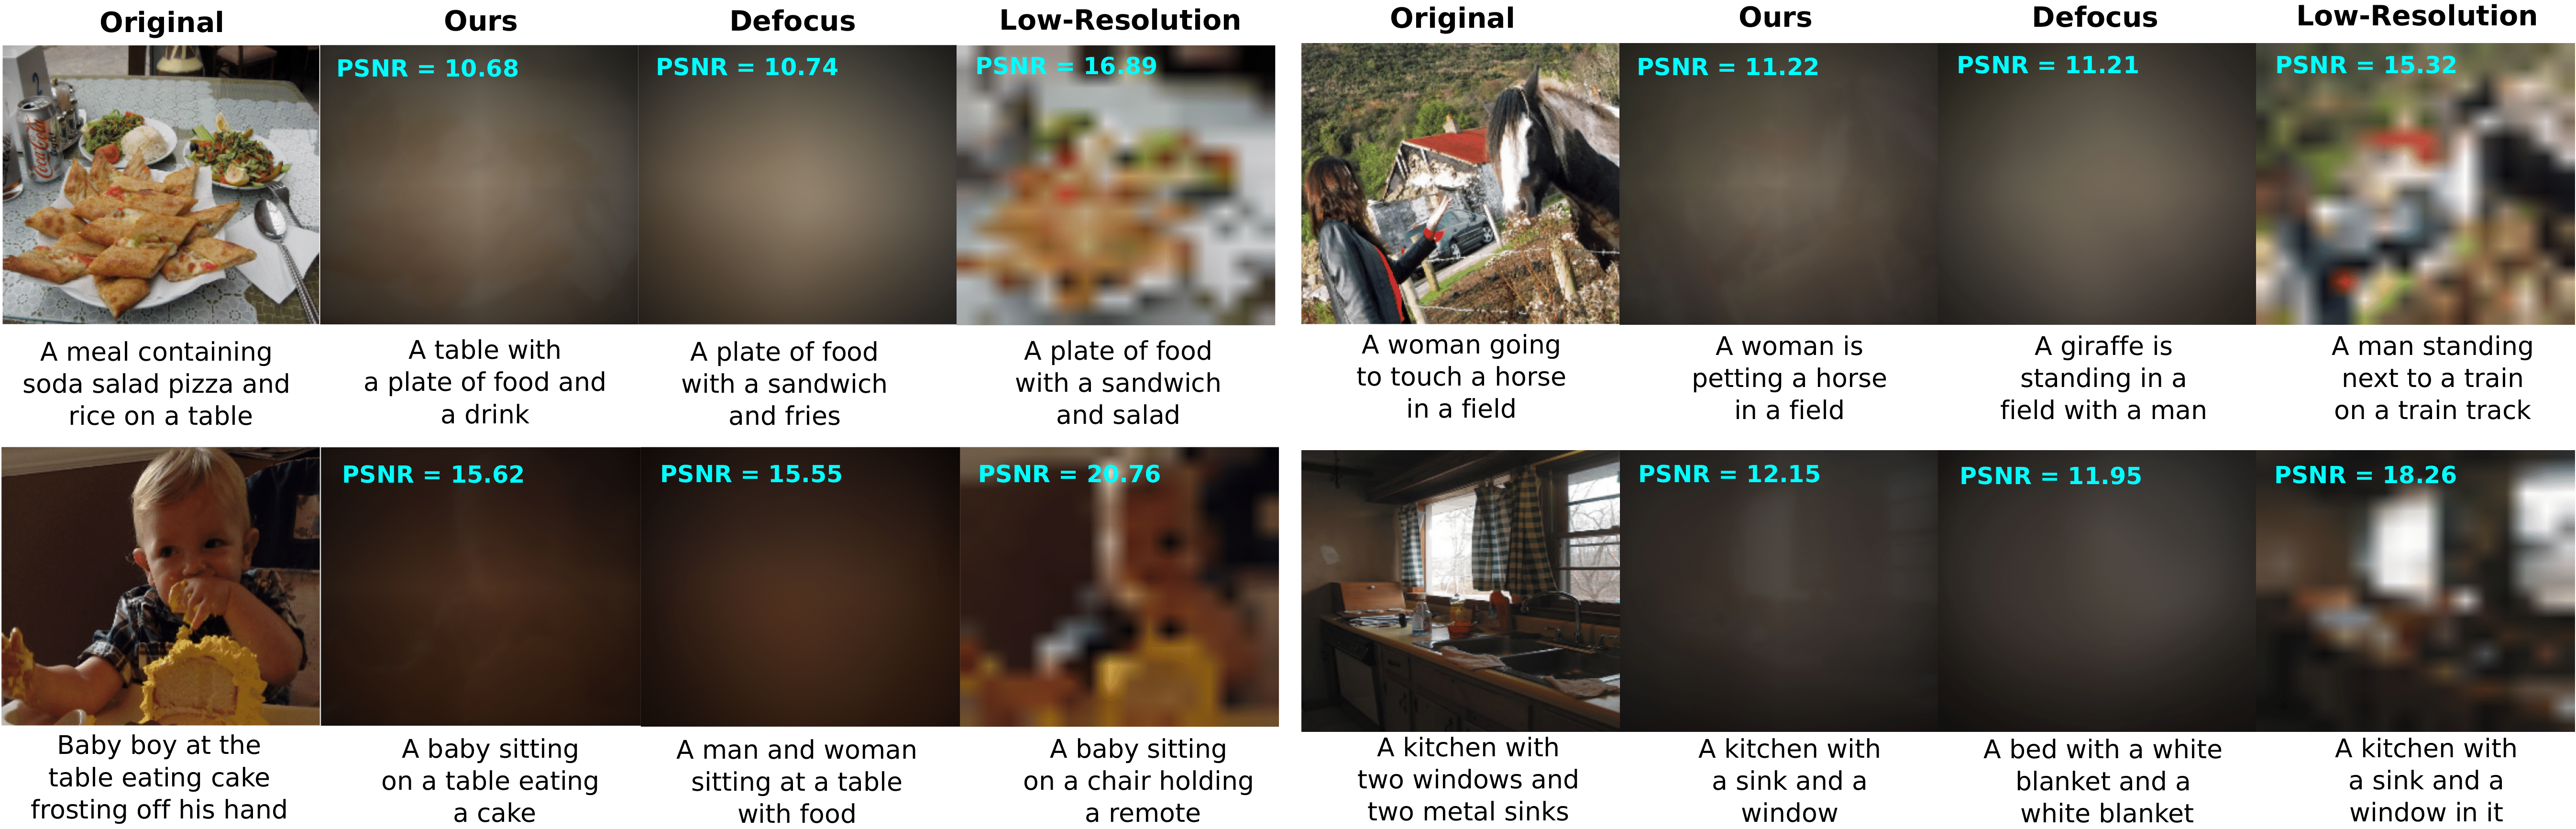 Original
Ours
Defocus
Low-Resolution
Original
Ours
Defocus
Low-Resolution
PSNR = 10.68
PSNR = 10.74
PSNR = 16.89
PSNR = 11.22
PSNR = 11.21
PSNR = 15.32
2
Coca-Cola
light
A meal containing
soda salad pizza and
rice on a table
A table with
a plate of food and
a drink
A plate of food
with a sandwich
and fries
A plate of food
with a sandwich
and salad
A woman going
to touch a horse
in a field
A woman is
petting a horse
in a field
A giraffe is
standing in a
field with a man
A man standing
next to a train
on a train track
PSNR = 15.62
PSNR = 15.55
PSNR = 20.76
PSNR = 12.15
PSNR = 11.95
PSNR = 18.26
Baby boy at the
table eating cake
frosting off his hand
A baby sitting
on a table eating
a cake
A man and woman
sitting at a table
with food
A baby sitting
on a chair holding
a remote
A kitchen with
two windows and
two metal sinks
A kitchen with
a sink and a
window
A bed with a white
blanket and a
white blanket
A kitchen with
a sink and a
window in it